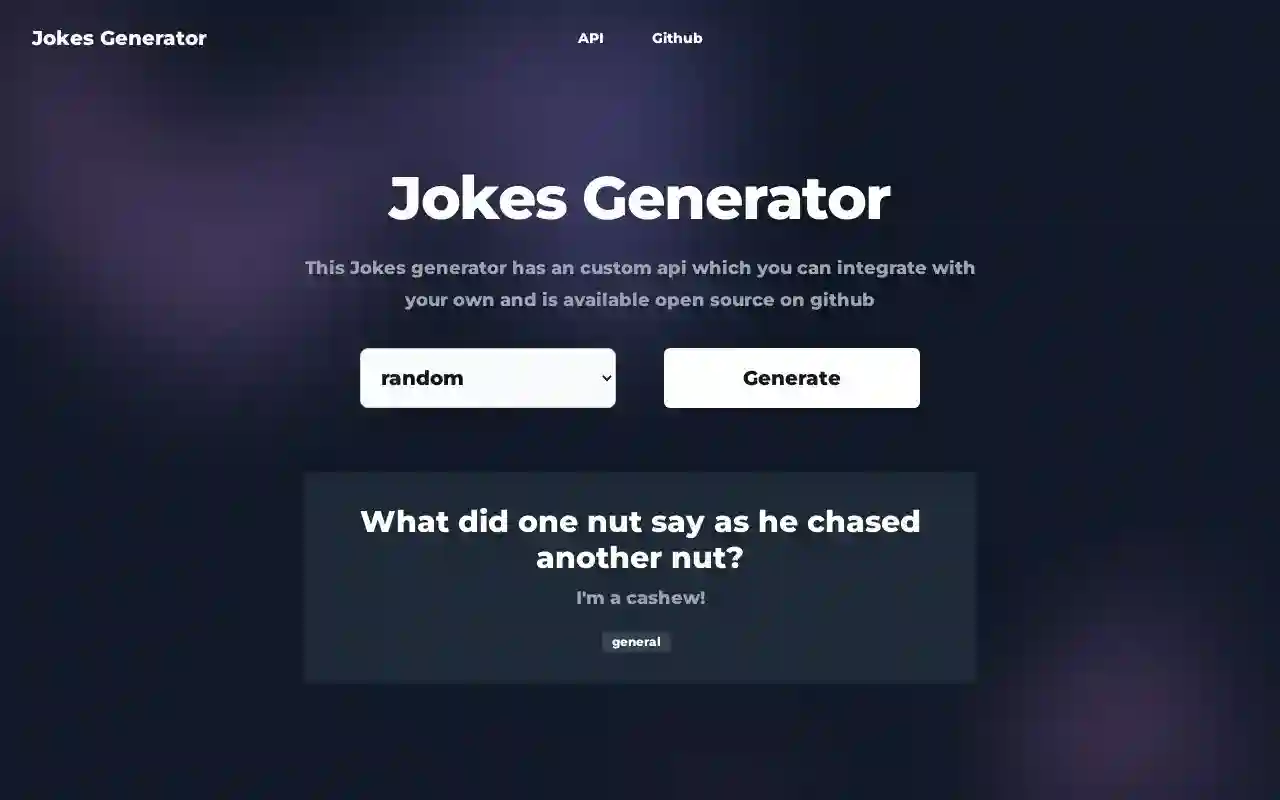 Jokes Generator
API
Github
Jokes Generator
This Jokes generator has an custom api which you can integrate with
your own and is available open source on github
random
Generate
What did one nut say as he chased
another nut?
I'm a cashew!
general